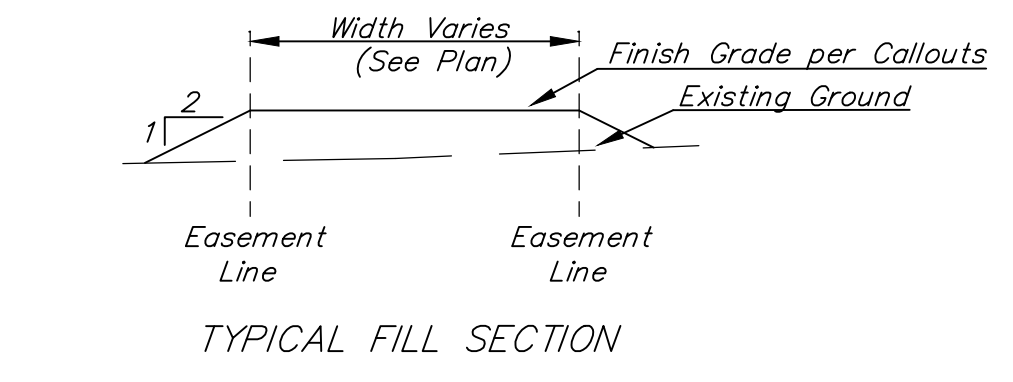 Width Varies
(See Plan)
Finish Grade per Callouts
Existing Ground
2
1
Easement
Line
Easement
Line
TYPICAL FILL SECTION